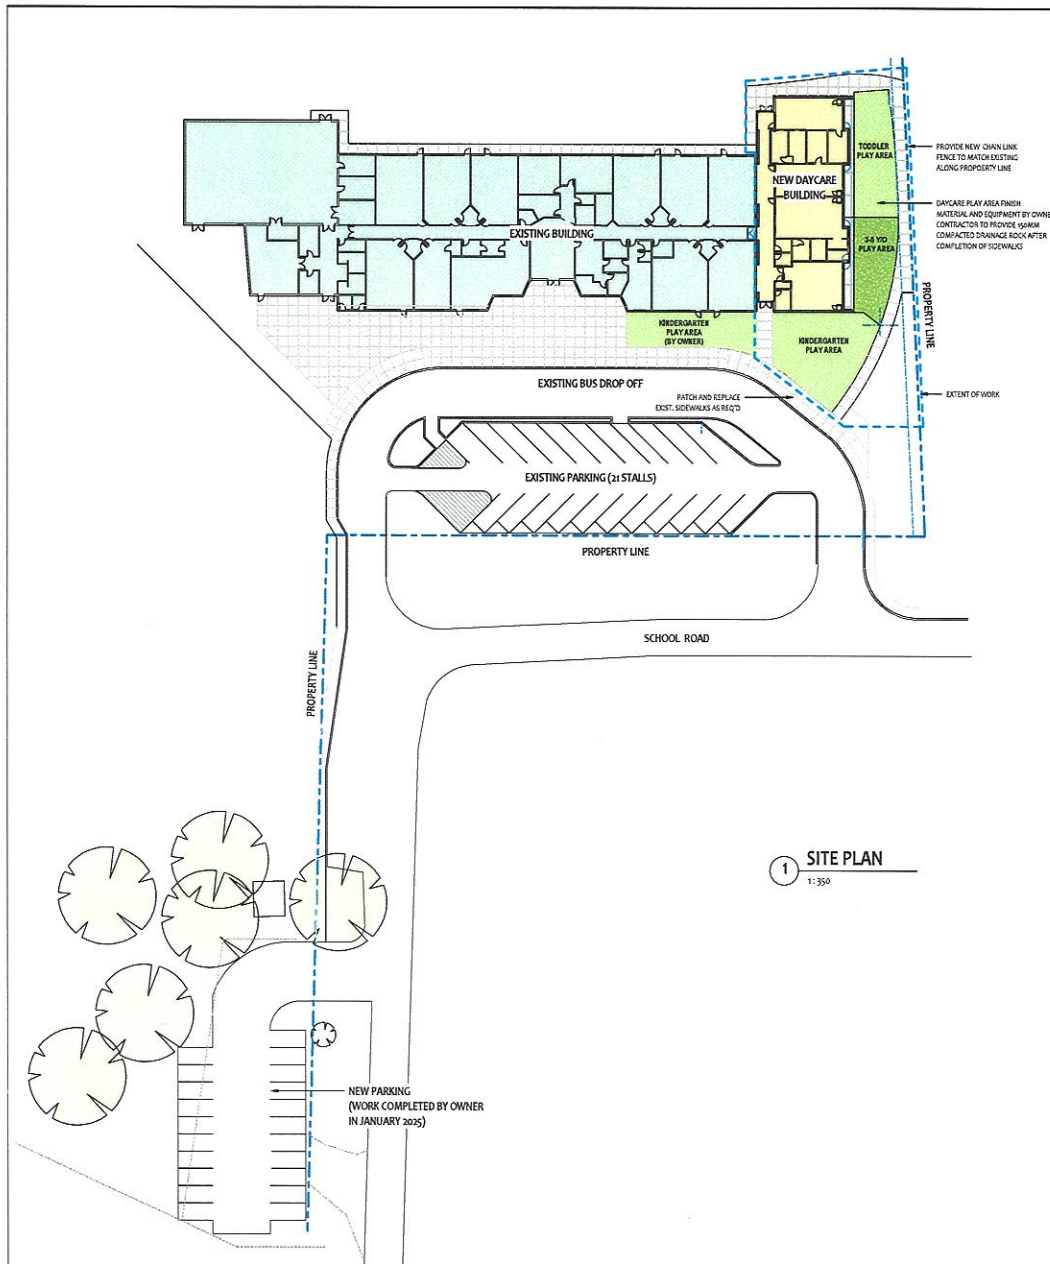 TODDLER
PLAY AREA
PROVIDE NEW CHAIN LINK
FENCE TO MATCH EXISTING
ALONG PROPOERTY LINE
NEW DAYCARE
BUILDING
DAYCARE PLAY AREA FINISH
MATERIAL AND EQUIPMENT BY OWNE
CONTRACTOR TO PROVIDE 150MM
COMPACTED DRAINAGE ROCK AFTER
COMPLETION OF SIDEWALKS
EXISTING BUILDING
Y/O
PLAY AREA
PROPERTY LINE
KINDERGARTEN
PLAY AREA
(BY OWNER)
KINDERGARTEN
PLAY AREA
EXISTING BUS DROP OFF
PATCH AND REPLACE
EXIST. SIDEWALKS AS REQ'D
EXTENT OF WORK
EXISTING PARKING (21 STALLS)
PROPERTY LINE
SCHOOL ROAD
PROPERTY LINE
1
SITE PLAN
1:350
NEW PARKING
(WORK COMPLETED BY OWNER
IN JANUARY 2025)